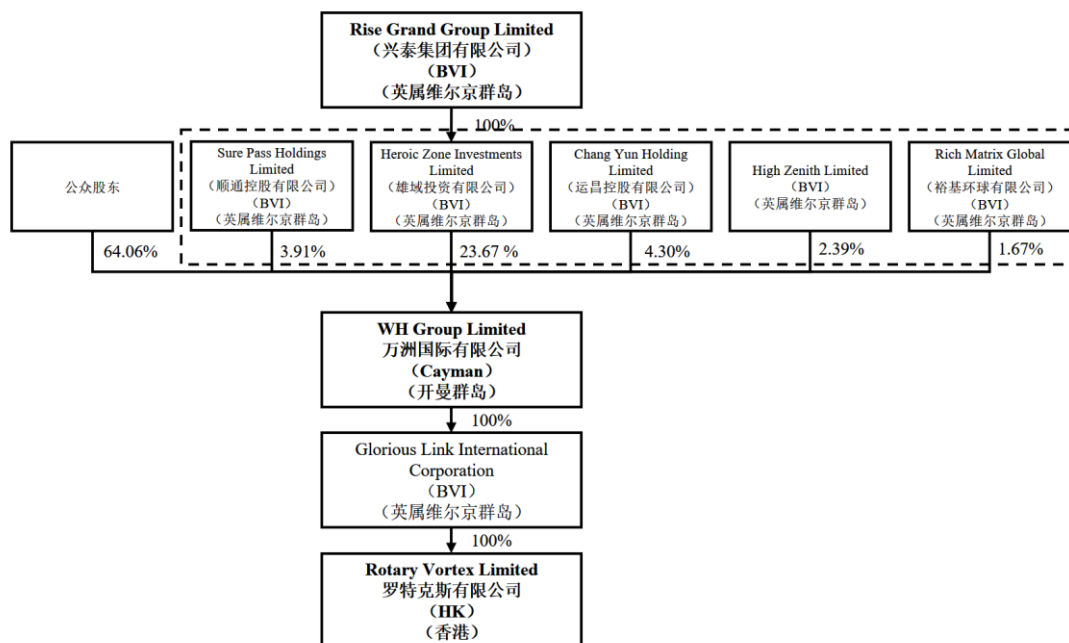 Rise Grand Group Limited
（兴泰集团有限公司）
（BVI）
（英属维尔京群岛）
100%
公众股东
Sure Pass Holdings
Limited
（顺通控股有限公司）
（BVI）
（英属维尔京群岛）
Heroic Zone Investments
Limited
（雄域投资有限公司）
（BVI）
（英属维尔京群岛）
Chang Yun Holding
Limited
（运昌控股有限公司）
（BVI）
（英属维尔京群岛）
High Zenith Limited
（BVI）
（英属维尔京群岛）
Rich Matrix Global
Limited
（裕基环球有限公司）
（BVI）
（英属维尔京群岛）
64.06%
3.91%
23.67 %
4.30%
2.39%
1.67%
WH Group Limited
万洲国际有限公司
（Cayman）
（开曼群岛）
100%
Glorious Link International
Corporation
（BVI）
（英属维尔京群岛）
100%
Rotary Vortex Limited
罗特克斯有限公司
（HK）
（香港）